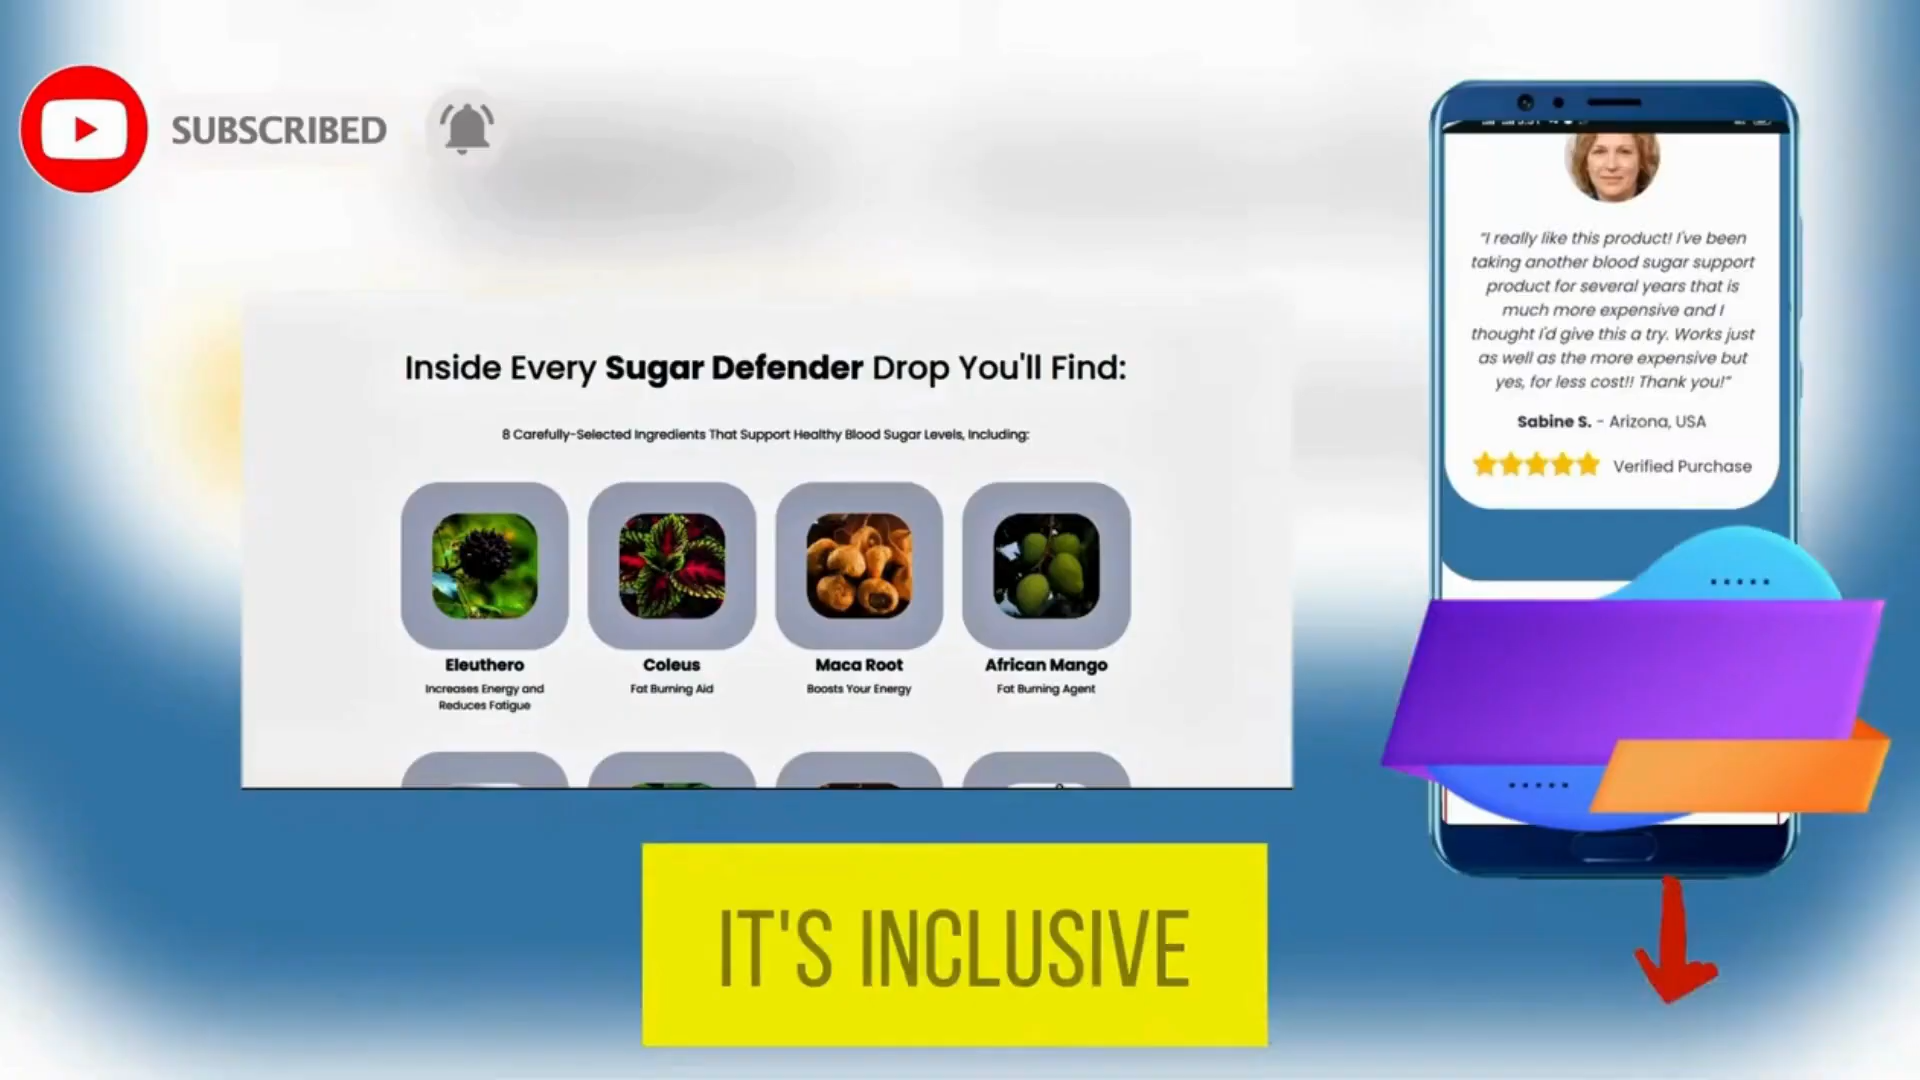 SUBSCRIBED
Inside Every Sugar Defender Drop You'll Find:
8 Carefully-Selected Ingredients That Support Healthy Blood Sugar Levels, Including:
Eleuthero
Increases Energy and
Reduces Fatigue
Coleus
Fat Burning Aid
Maca Root
Boosts Your Energy
African Mango
Fat Burning Agent
"I really like this product! I've been
taking another blood sugar support
product for several years that is
much more expensive and I
thought I'd give this a try. Works just
as well as the more expensive but
yes, for less cost!! Thank you!"
Sabine S. - Arizona, USA
Verified Purchase
IT'S INCLUSIVE